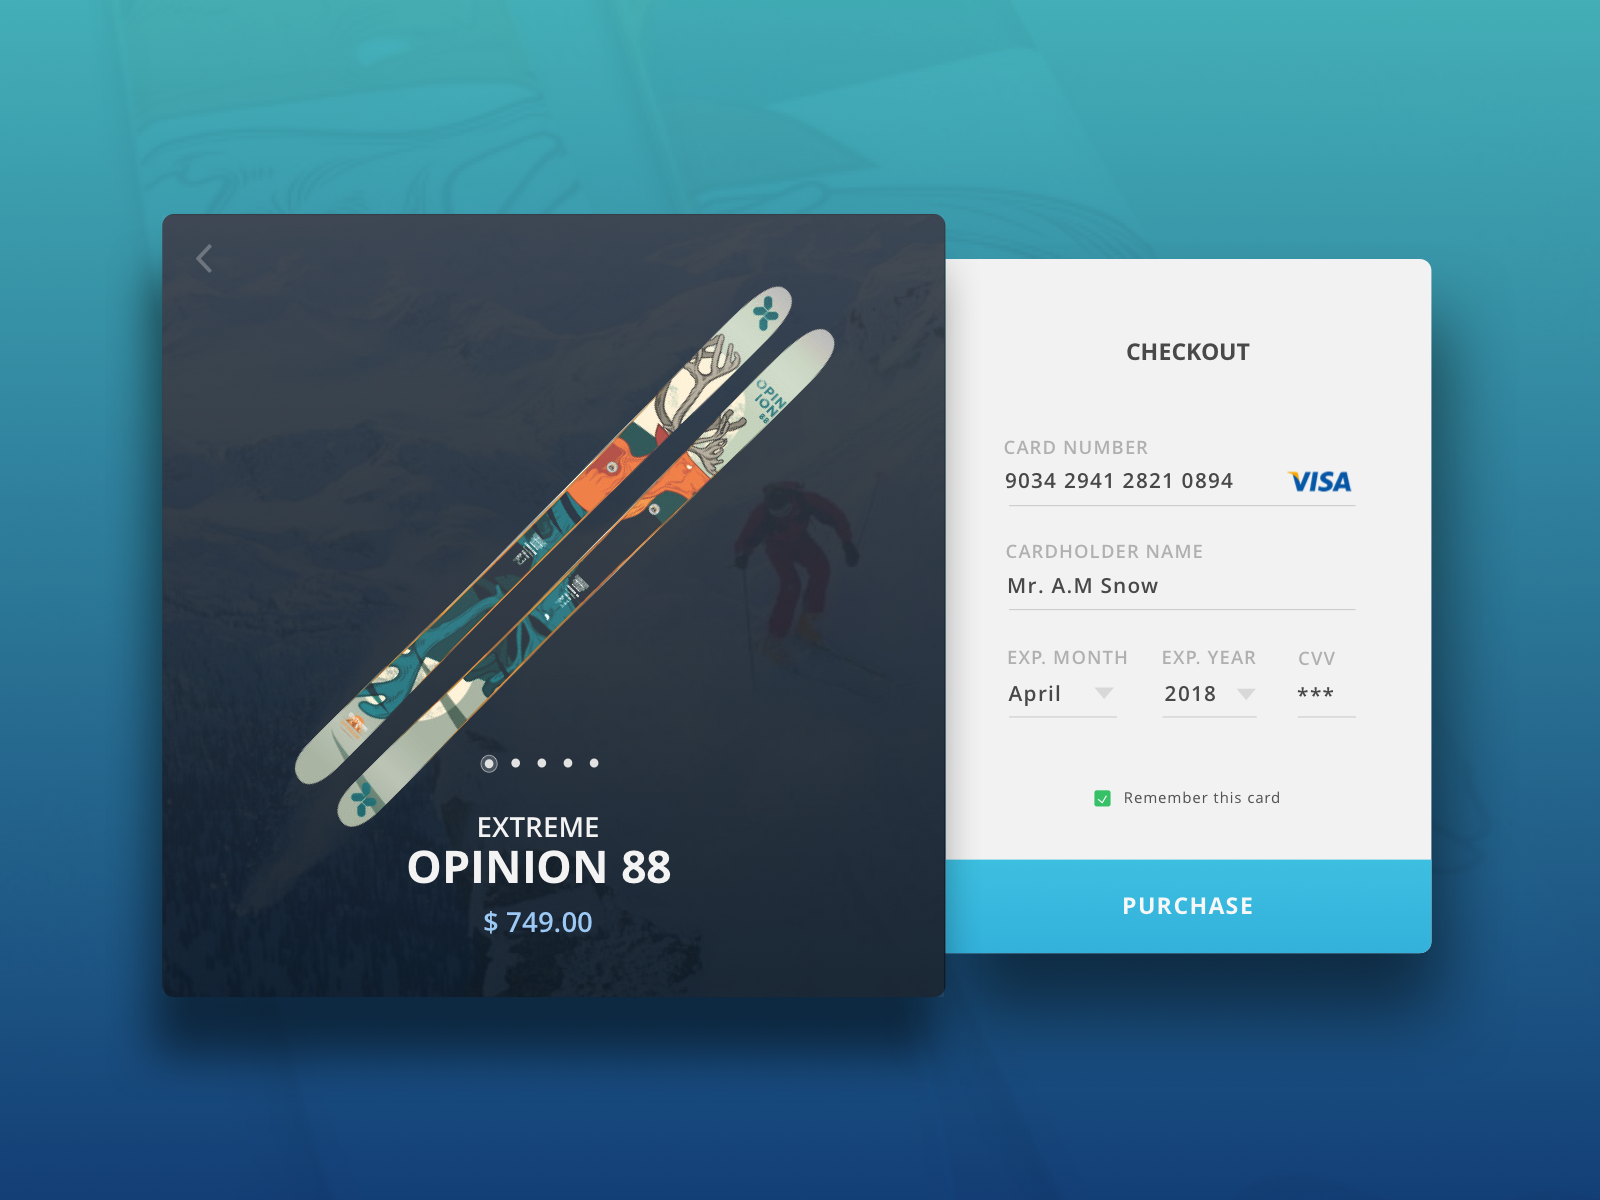 OPIN
ION
88
EXTREME
OPINION 88
$ 749.00
CHECKOUT
CARD NUMBER
9034 2941 2821 0894
VISA
CARDHOLDER NAME
Mr. A.M Snow
EXP. MONTH EXP. YEAR CVV
April 2018 ***
Remember this card
PURCHASE